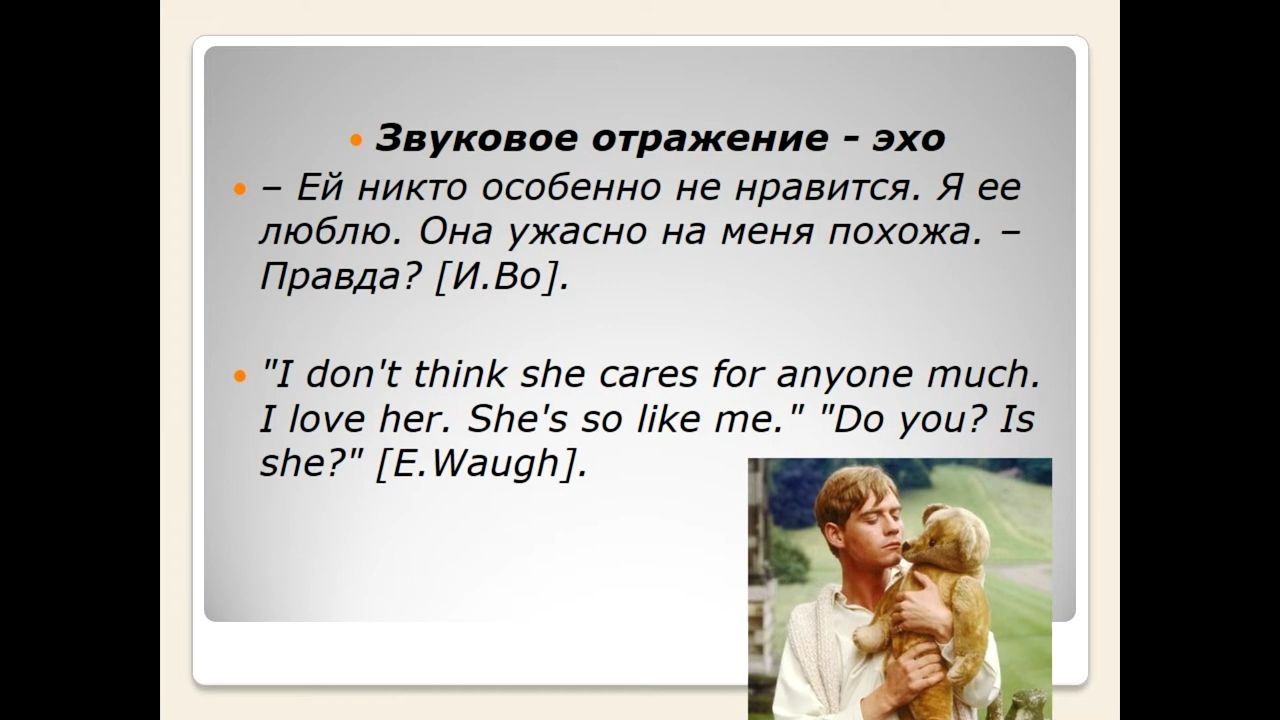 Звуковое отражение – эхо
– Ей никто особенно не нравится. Я ее
люблю. Она ужасно на меня похожа. –
Правда? [И.Во].
"I don't think she cares for anyone much.
I love her. She's so like me." "Do you? Is
she?" [E.Waugh].